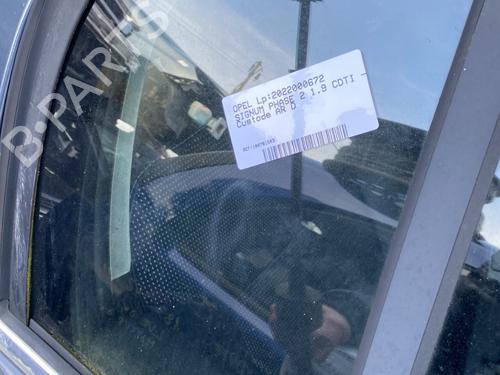 B-PARTS
OPEL Lp:2022000672
SIGNUM PHASE 2 1.9 CDTI -
Custode AR D